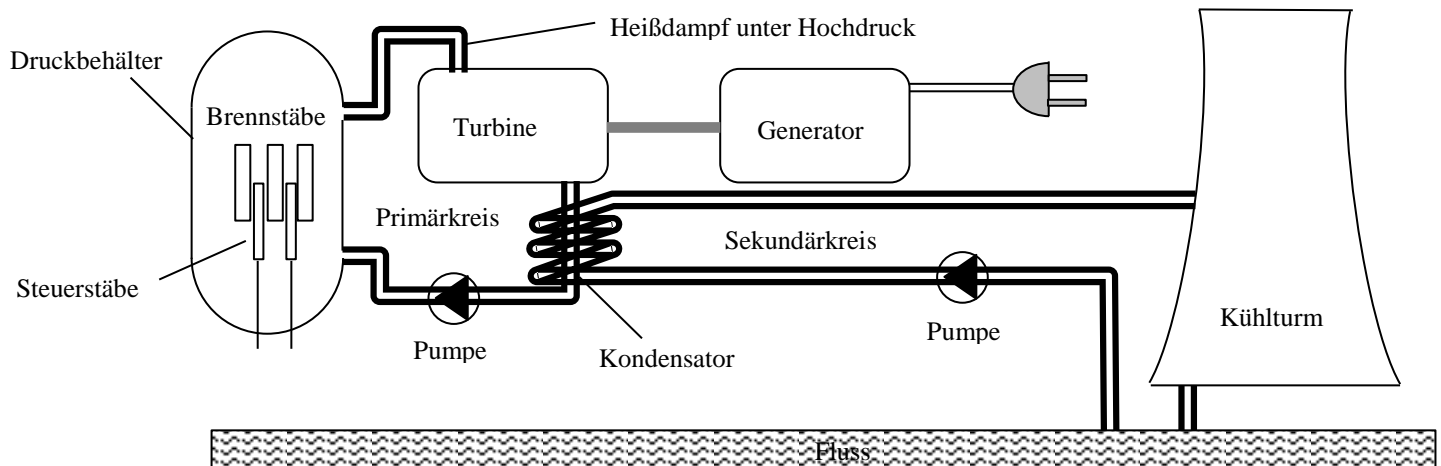 Heißdampf unter Hochdruck
Druckbehälter
Brennstäbe
Turbine
Generator
Primärkreis
Sekundärkreis
Steuerstäbe
Kühlturm
Pumpe
Pumpe
Kondensator
Fluss